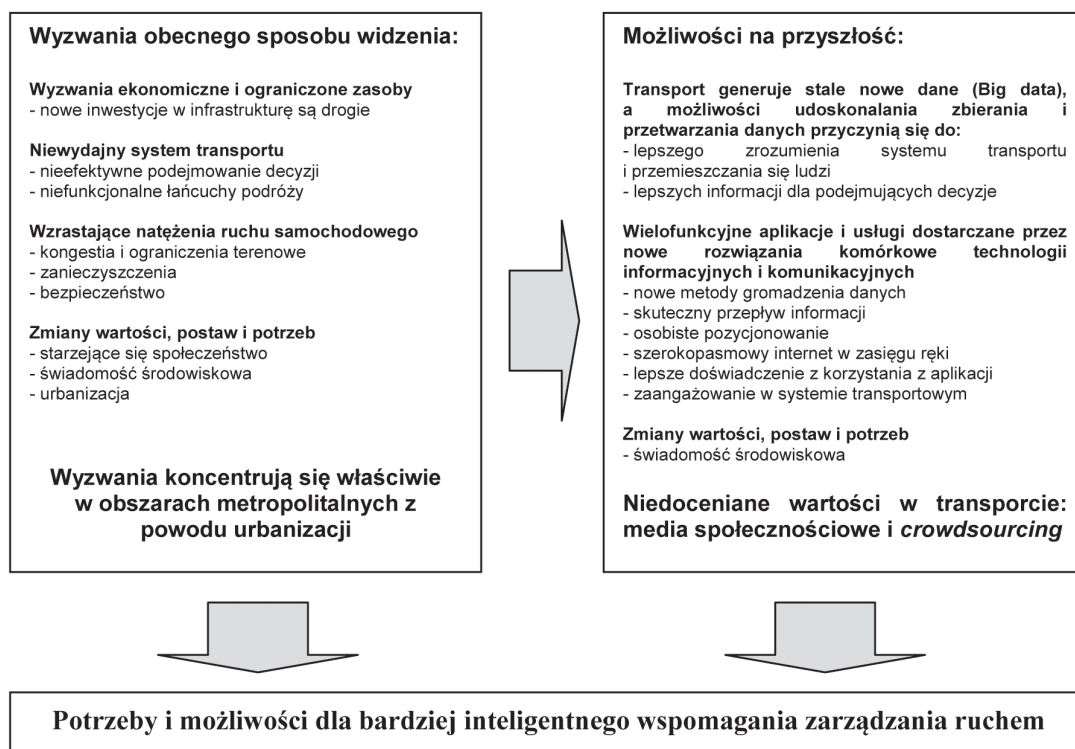 Wyzwania obecnego sposobu widzenia:
Wyzwania ekonomiczne i ograniczone zasoby
- nowe inwestycje w infrastrukturę są drogie
Niewydajny system transportu
- nieefektywne podejmowanie decyzji
- niefunkcjonalne łańcuchy podróży
Wzrastające natężenia ruchu samochodowego
- kongestia i ograniczenia terenowe
- zanieczyszczenia
- bezpieczeństwo
Zmiany wartości, postaw i potrzeb
- starzejące się społeczeństwo
- świadomość środowiskowa
- urbanizacja
Wyzwania koncentrują się właściwie
w obszarach metropolitalnych z
powodu urbanizacji
Możliwości na przyszłość:
Transport generuje stale nowe dane (Big data),
a możliwości udoskonalania zbierania i
przetwarzania danych przyczynią się do:
- lepszego zrozumienia systemu transportu
i przemieszczania się ludzi
- lepszych informacji dla podejmujących decyzje
Wielofunkcyjne aplikacje i usługi dostarczane przez
nowe rozwiązania komórkowe technologii
informacyjnych i komunikacyjnych
- nowe metody gromadzenia danych
- skuteczny przepływ informacji
- osobiste pozycjonowanie
- szerokopasmowy internet w zasięgu ręki
- lepsze doświadczenie z korzystania z aplikacji
- zaangażowanie w systemie transportowym
Zmiany wartości, postaw i potrzeb
- świadomość środowiskowa
Niedoceniane wartości w transporcie:
media społecznościowe i crowdsourcing
Potrzeby i możliwości dla bardziej inteligentnego wspomagania zarządzania ruchem